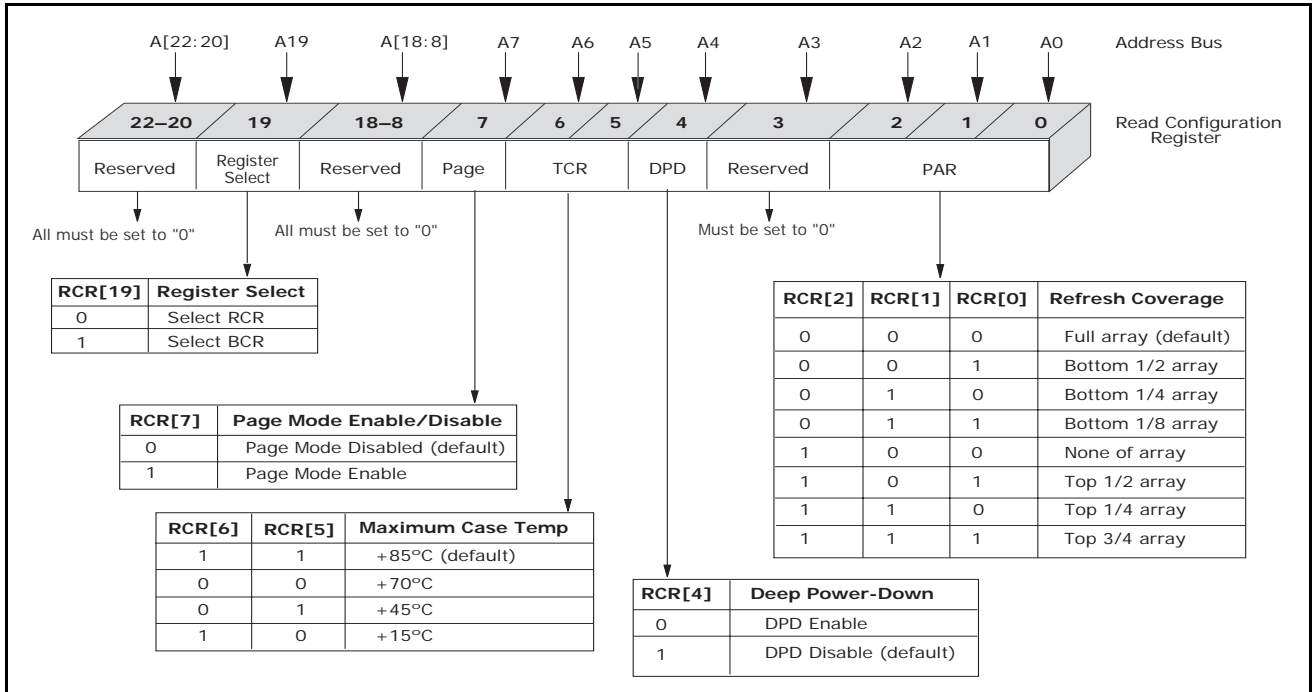 A[22:20] A19 A[18:8] A7 A6 A5 A4 A3 A2 A1 A0 Address Bus
22–20 19 18–8 7 6 5 4 3 2 1 0 Read Configuration
Register
Reserved Register Select Reserved Page TCR DPD Reserved PAR
All must be set to "0" All must be set to "0" Must be set to "0"
RCR[19] Register Select
0 Select RCR
1 Select BCR
RCR[2] RCR[1] RCR[0] Refresh Coverage
0 0 0 Full array (default)
0 0 1 Bottom 1/2 array
0 1 0 Bottom 1/4 array
0 1 1 Bottom 1/8 array
1 0 0 None of array
1 0 1 Top 1/2 array
1 1 0 Top 1/4 array
1 1 1 Top 3/4 array
RCR[7] Page Mode Enable/Disable
0 Page Mode Disabled (default)
1 Page Mode Enable
RCR[6] RCR[5] Maximum Case Temp
1 1 +85ºC (default)
0 0 +70ºC
0 1 +45ºC
1 0 +15ºC
RCR[4] Deep Power-Down
0 DPD Enable
1 DPD Disable (default)